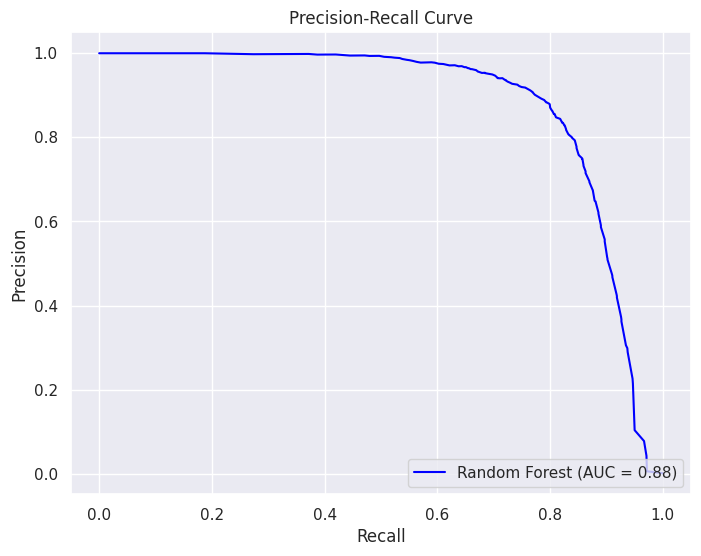 Precision-Recall Curve
1.0
0.8
0.6
0.4
0.2
0.0
Precision
Random Forest (AUC = 0.88)
0.0 0.2 0.4 0.6 0.8 1.0
Recall